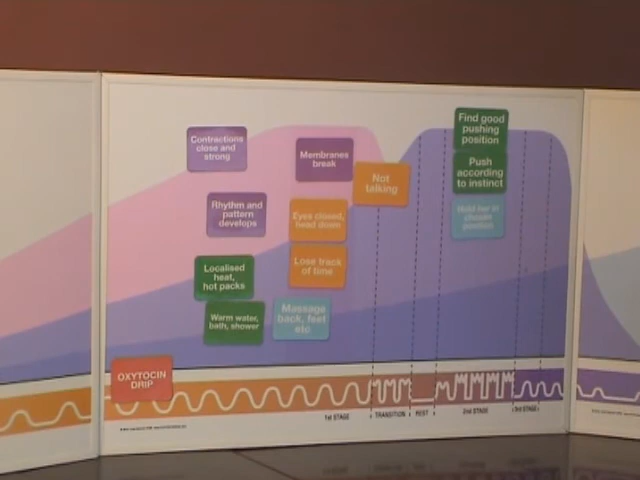 Contractions
close and
strong
Membranes
break
Not
talking
Find good
pushing
position
Push
according
to instinct
Hold her in
chosen
position
Rhythm and
pattern
develops
Eyes closed,
head down
Localised
heat,
hot packs
Lose track
of time
Warm water,
bath, shower
Massage
back, feet
etc
OXYTOCIN
DRIP
1st STAGE
TRANSITION
REST
2nd STAGE
3rd STAGE